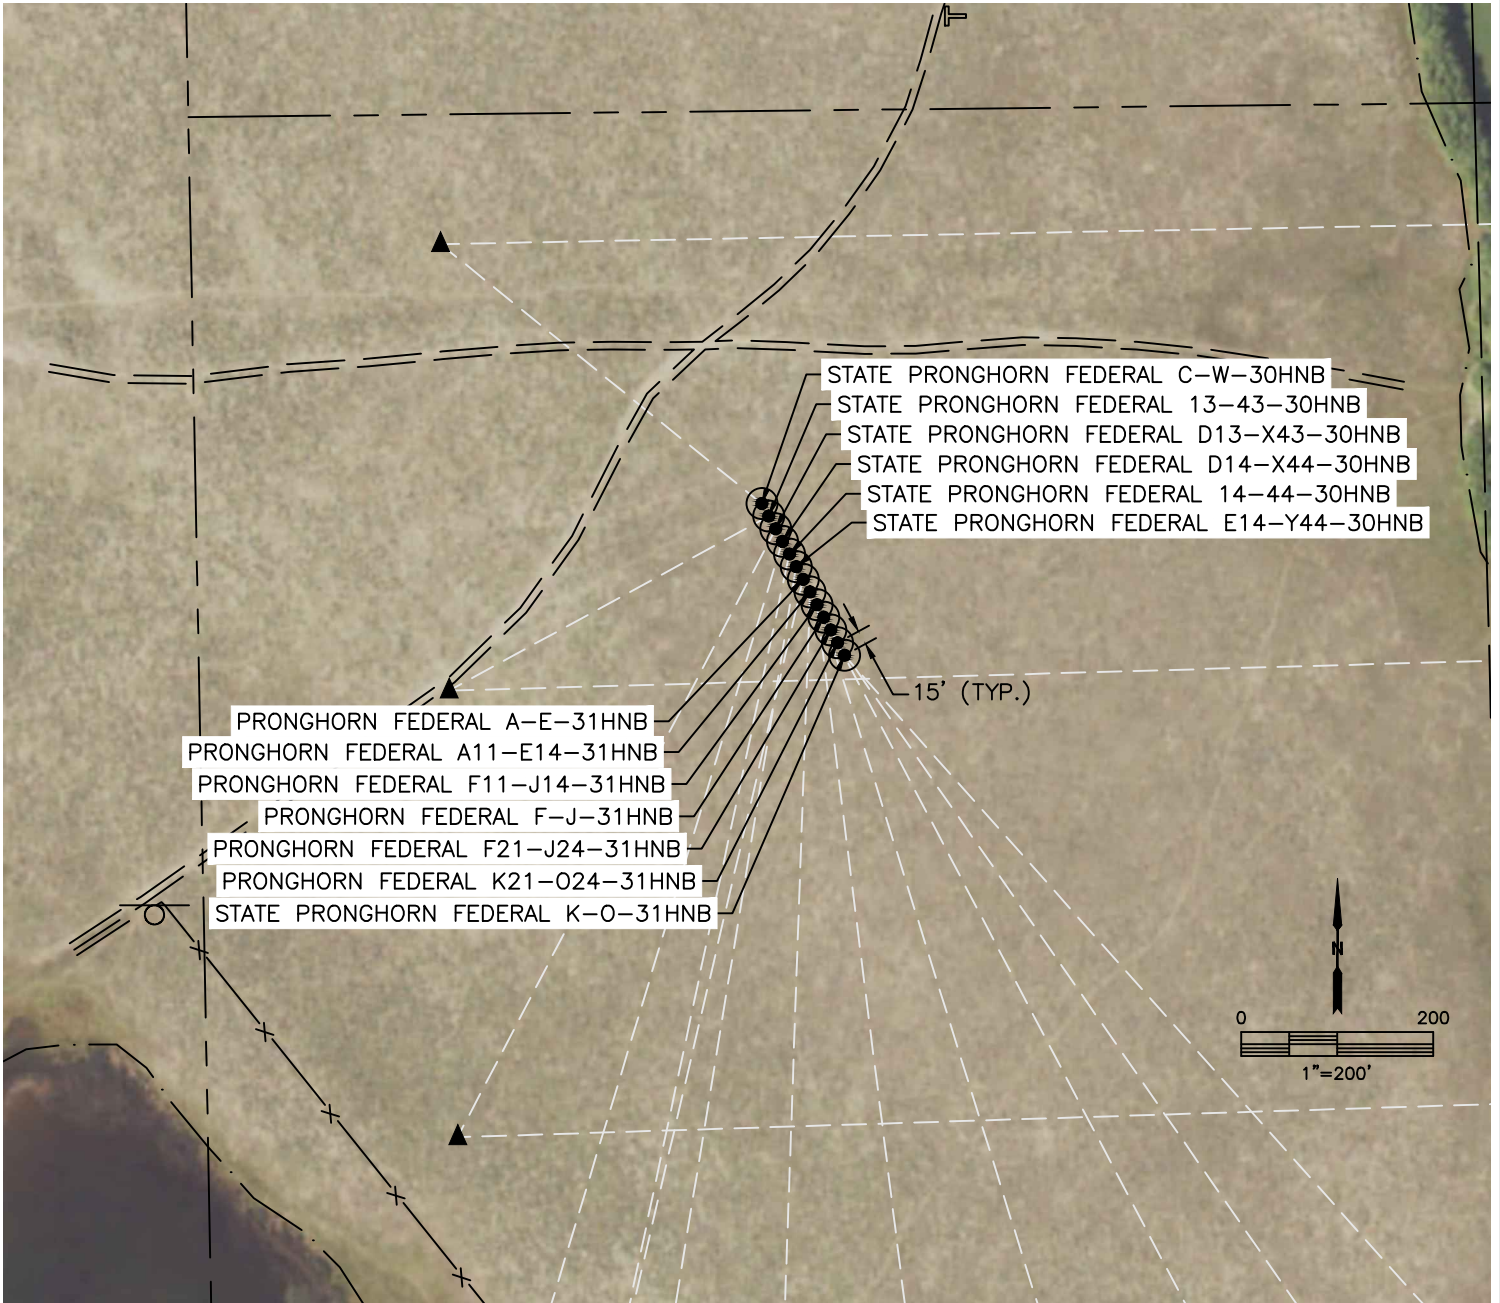 STATE PRONGHORN FEDERAL C-W-30HNB
STATE PRONGHORN FEDERAL 13-43-30HNB
STATE PRONGHORN FEDERAL D13-X43-30HNB
STATE PRONGHORN FEDERAL D14-X44-30HNB
STATE PRONGHORN FEDERAL 14-44-30HNB
STATE PRONGHORN FEDERAL E14-Y44-30HNB
15' (TYP.)
PRONGHORN FEDERAL A-E-31HNB
PRONGHORN FEDERAL A11-E14-31HNB
PRONGHORN FEDERAL F11-J14-31HNB
PRONGHORN FEDERAL F-J-31HNB
PRONGHORN FEDERAL F21-J24-31HNB
PRONGHORN FEDERAL K21-O24-31HNB
STATE PRONGHORN FEDERAL K-O-31HNB
N
0 200
1"=200'